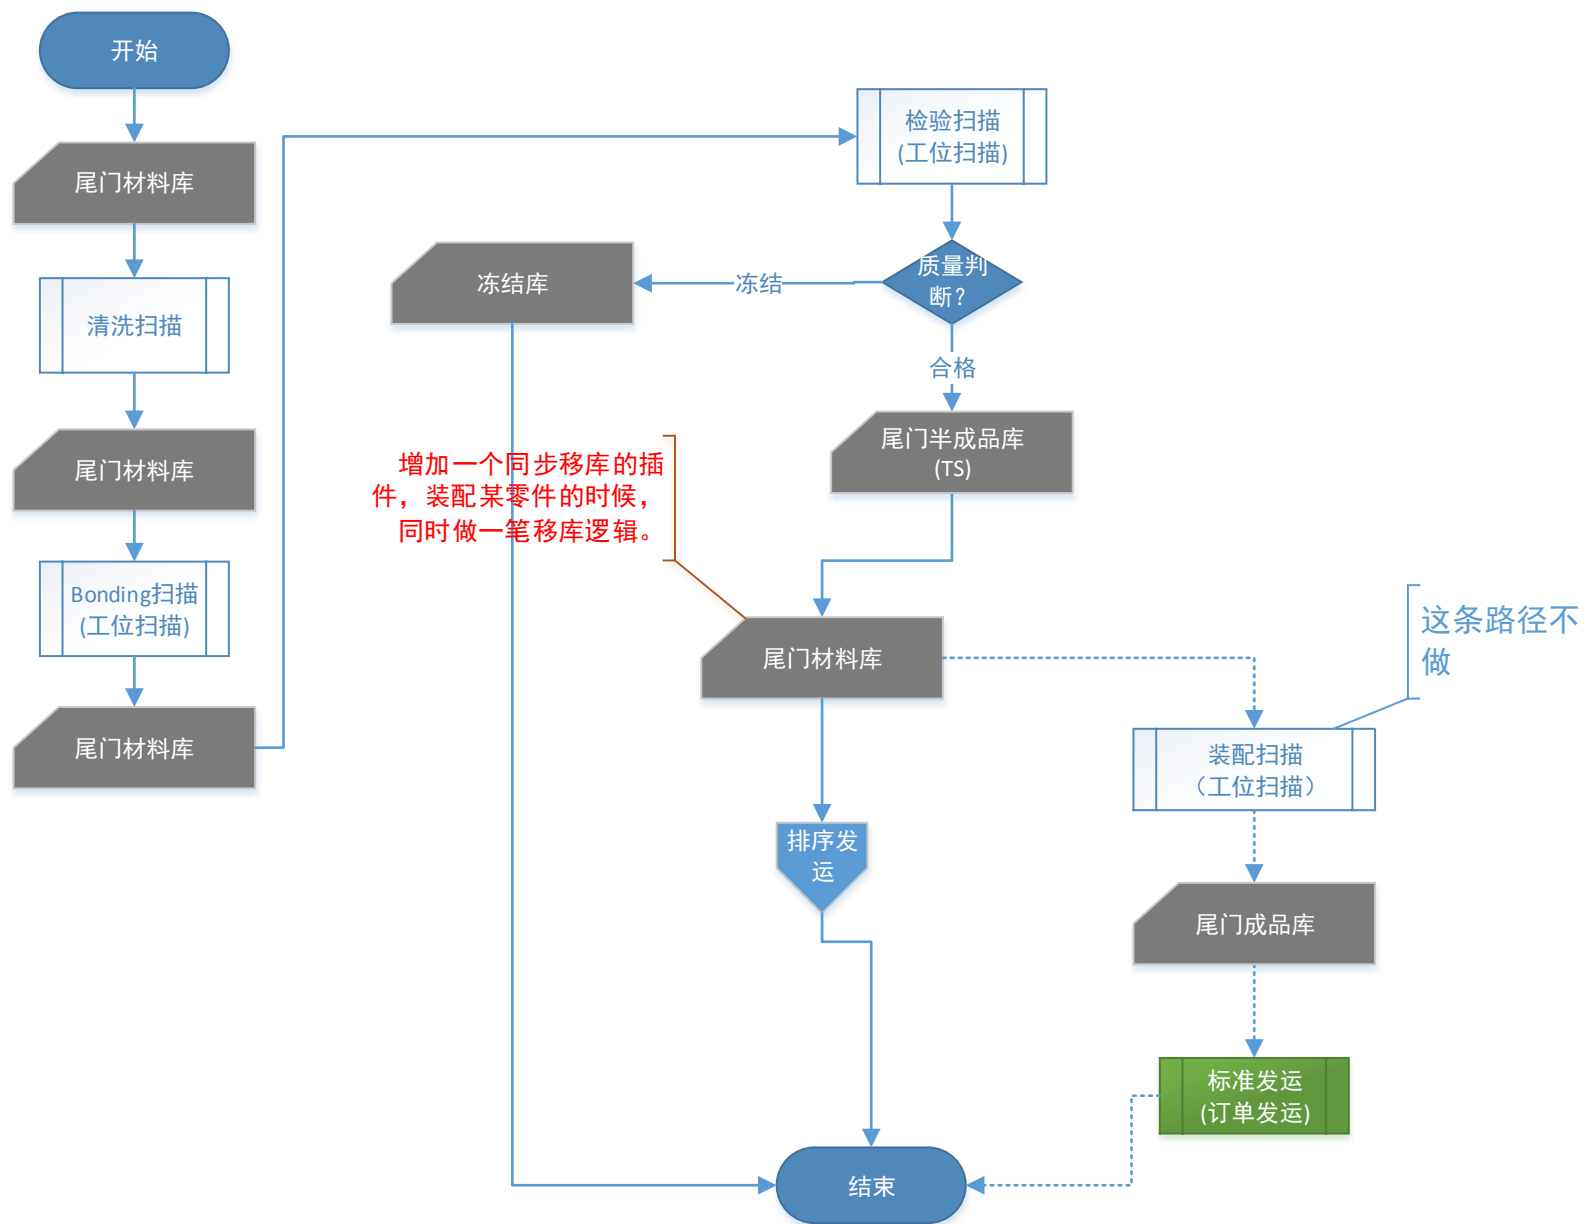 开始
尾门材料库
清洗扫描
尾门材料库
Bonding扫描
(工位扫描)
尾门材料库
检验扫描
(工位扫描)
质量判
断?
冻结
冻结库
合格
尾门半成品库
(TS)
增加一个同步移库的插
件，装配某零件的时候，
同时做一笔移库逻辑。
尾门材料库
这条路径不
做
装配扫描
（工位扫描）
排序发
运
尾门成品库
标准发运
(订单发运)
结束